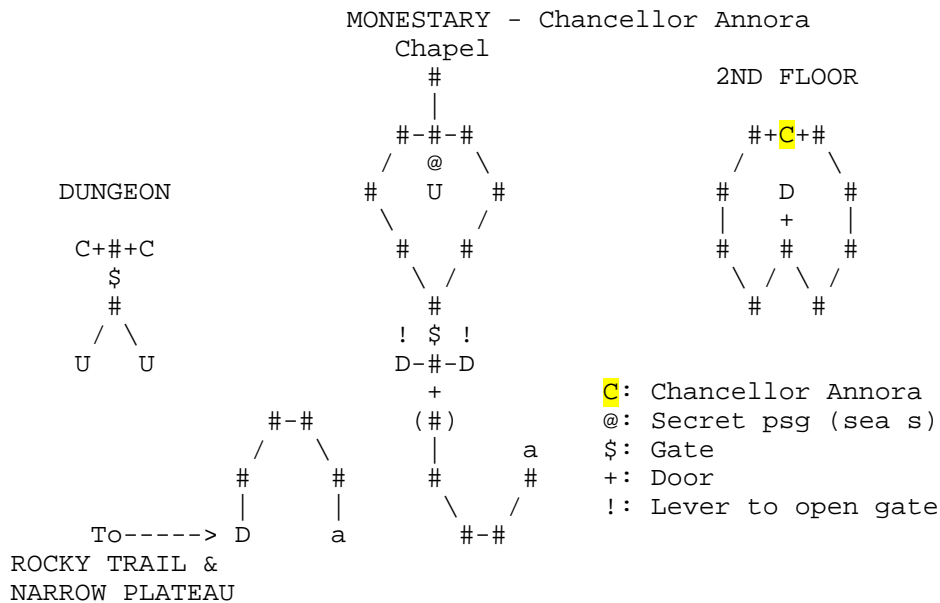 MONESTARY - Chancellor Annora
Chapel
#
2ND FLOOR
|
#-#-# #+C+#
/ @ \ / \
DUNGEON # U # # D #
\ / | + |
C+#+C # # # # #
$ \ / \ / \ /
# # # #
/ \ ! $ !
U U D-#-D
+ C: Chancellor Annora
#-# (#) @: Secret psg (sea s)
/ \ | a $: Gate
# # # # +: Door
| | \ / !: Lever to open gate
To-----> D a #-#
ROCKY TRAIL &
NARROW PLATEAU